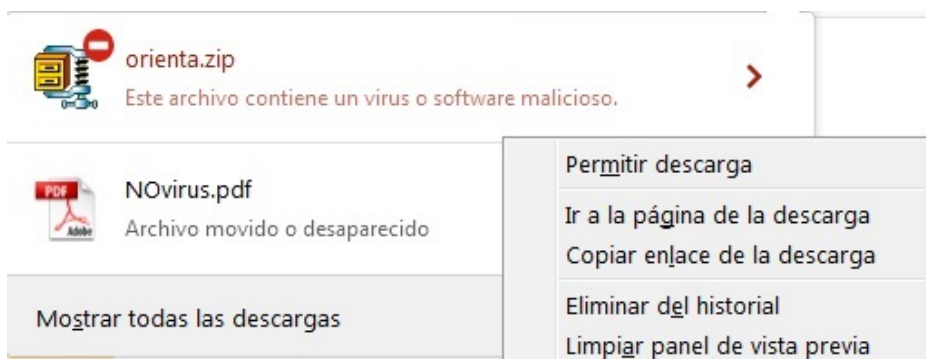 orienta.zip
Este archivo contiene un virus o software malicioso.
PDF
Adobe
NOvirus.pdf
Archivo movido o desaparecido
Mostrar todas las descargas
Permitir descarga
Ir a la página de la descarga
Copiar enlace de la descarga
Eliminar del historial
Limpiar panel de vista previa